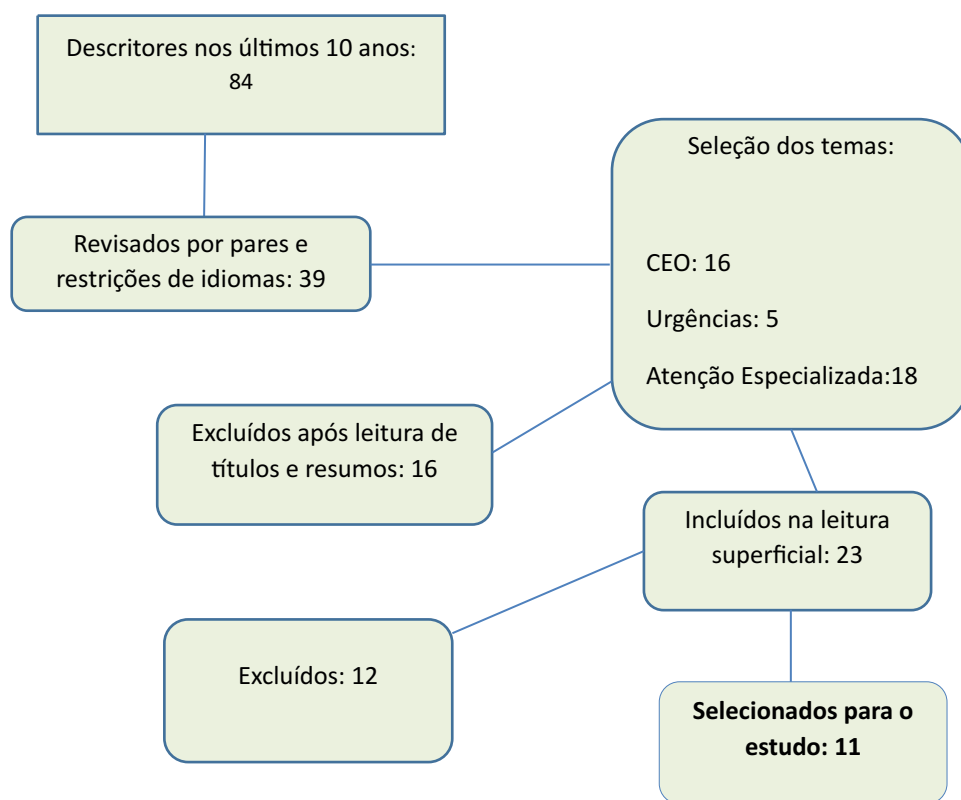 Descritores nos últimos 10 anos:
84
Revisados por pares e
restrições de idiomas: 39
Seleção dos temas:
CEO: 16
Urgências: 5
Atenção Especializada:18
Excluídos após leitura de
títulos e resumos: 16
Incluídos na leitura
superficial: 23
Excluídos: 12
Selecionados para o
estudo: 11